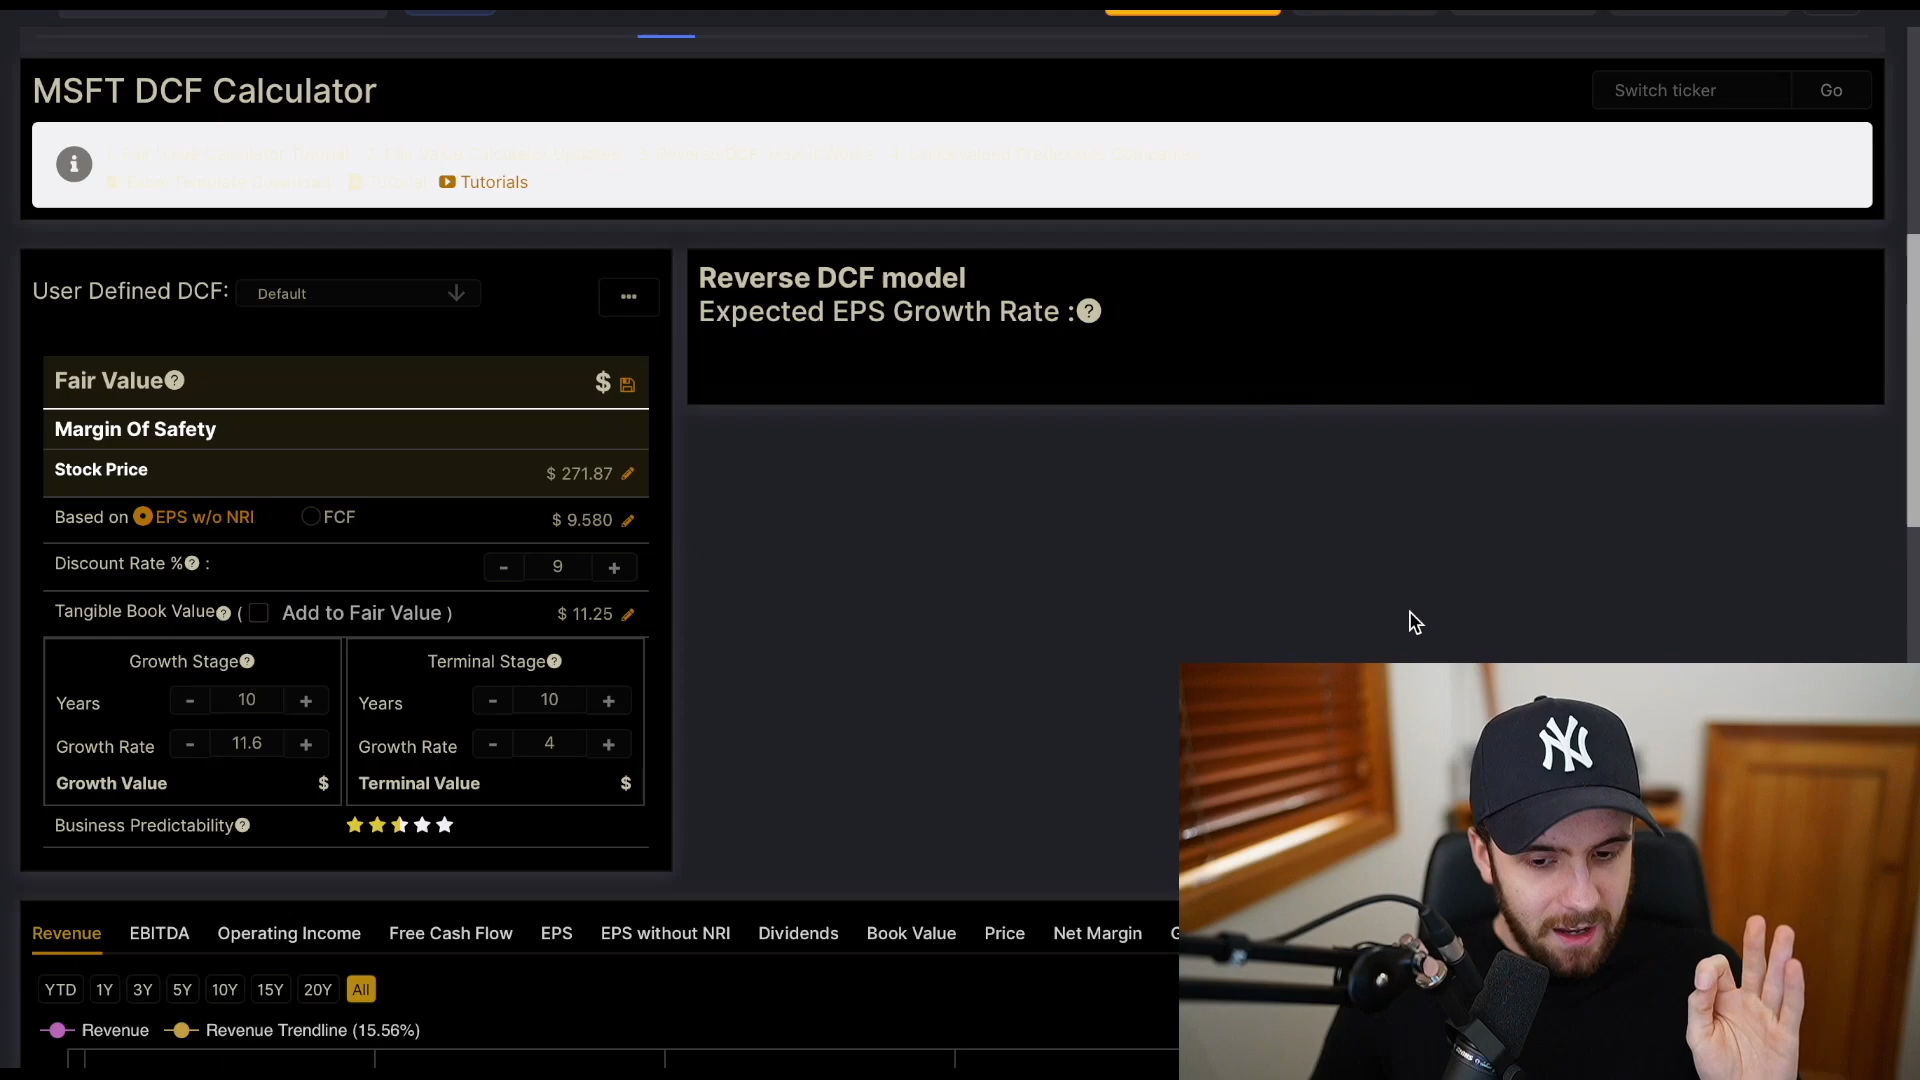 MSFT DCF Calculator
Switch ticker
Go
Tutorials
User Defined DCF:
Default
...
Reverse DCF model
Expected EPS Growth Rate :?
Fair Value?
$
Margin Of Safety
Stock Price
$ 271.87
Based on EPS w/o NRI FCF
$ 9.580
Discount Rate %? :
- 9 +
Tangible Book Value? ( Add to Fair Value )
$ 11.25
Growth Stage?
Years - 10 +
Growth Rate - 11.6 +
Growth Value $
Terminal Stage?
Years - 10 +
Growth Rate - 4 +
Terminal Value $
Business Predictability?
Revenue EBITDA Operating Income Free Cash Flow EPS EPS without NRI Dividends Book Value Price Net Margin
YTD 1Y 3Y 5Y 10Y 15Y 20Y All
Revenue Revenue Trendline (15.56%)
NY